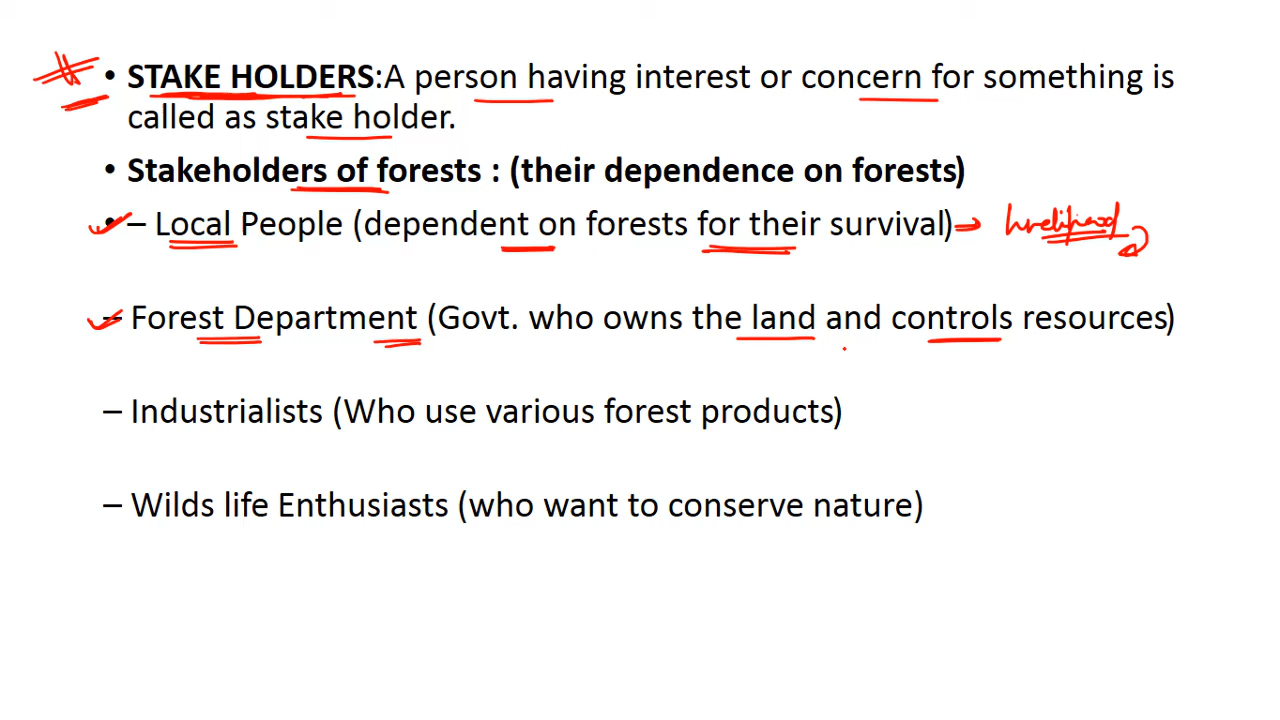 • STAKE HOLDERS:A person having interest or concern for something is
called as stake holder.
• Stakeholders of forests : (their dependence on forests)
• – Local People (dependent on forests for their survival) → livelihood
– Forest Department (Govt. who owns the land and controls resources)
– Industrialists (Who use various forest products)
– Wilds life Enthusiasts (who want to conserve nature)